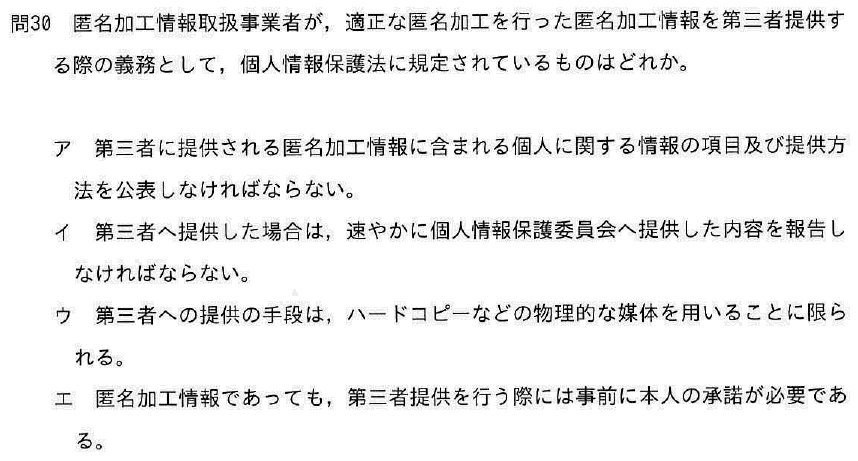 問30 匿名加工情報取扱事業者が，適正な匿名加工を行った匿名加工情報を第三者提供す
る際の義務として，個人情報保護法に規定されているものはどれか。
ア 第三者に提供される匿名加工情報に含まれる個人に関する情報の項目及び提供方
法を公表しなければならない。
イ 第三者へ提供した場合は，速やかに個人情報保護委員会へ提供した内容を報告し
なければならない。
ウ 第三者への提供の手段は，ハードコピーなどの物理的な媒体を用いることに限ら
れる。
エ 匿名加工情報であっても，第三者提供を行う際には事前に本人の承諾が必要であ
る。